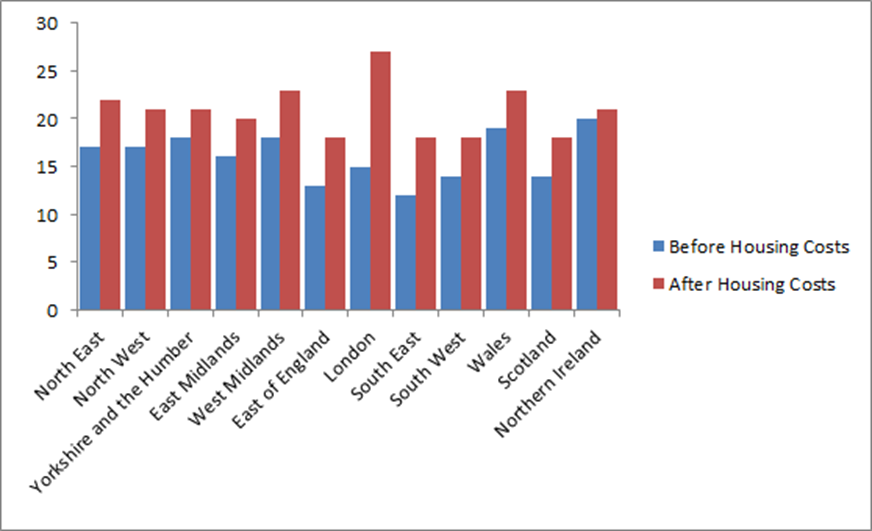 30
25
20
15
10
5
0
North East
North West
Yorkshire and the Humber
East Midlands
West Midlands
East of England
London
South East
South West
Wales
Scotland
Northern Ireland
Before Housing Costs
After Housing Costs